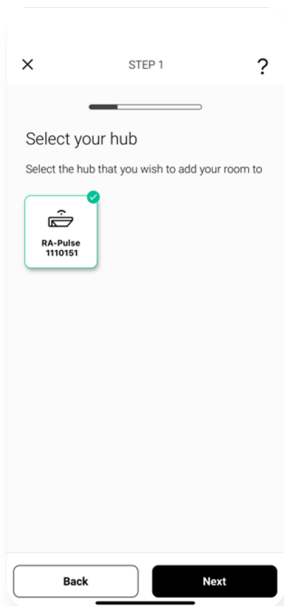 STEP 1
?
Select your hub
Select the hub that you wish to add your room to
RA-Pulse
1110151
Back
Next